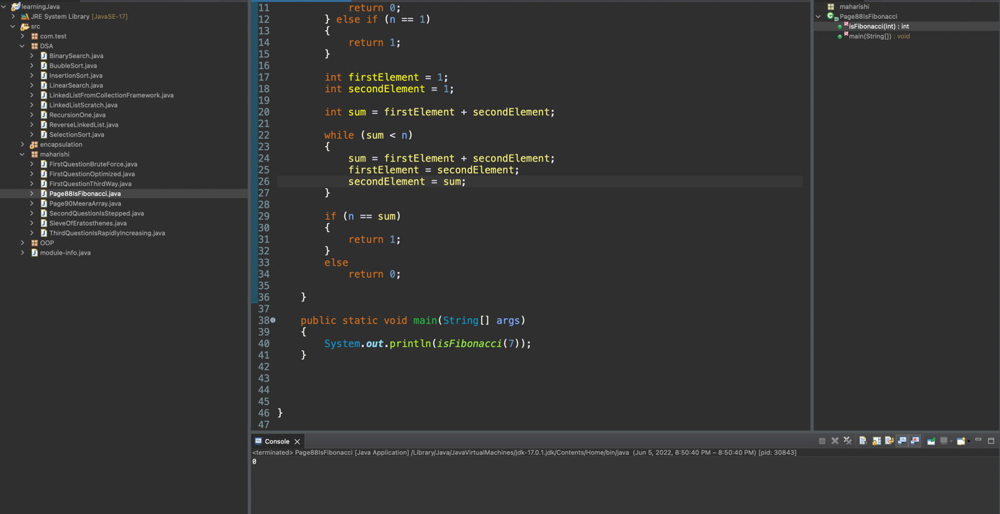 learningJava
JRE System Library [JavaSE-17]
src
com.test
DSA
BinarySearch.java
BuubleSort.java
InsertionSort.java
LinearSearch.java
LinkedListFromCollectionFramework.java
LinkedListScratch.java
RecursionOne.java
ReverseLinkedList.java
SelectionSort.java
encapsulation
maharishi
FirstQuestionBruteForce.java
FirstQuestionOptimized.java
FirstQuestionThirdWay.java
Page88IsFibonacci.java
Page90MeeraArray.java
SecondQuestionIsStepped.java
SieveOfEratosthenes.java
ThirdQuestionIsRapidlyIncreasing.java
OOP
module-info.java
11 return 0;
12 } else if (n == 1)
13 {
14 return 1;
15 }
16
17 int firstElement = 1;
18 int secondElement = 1;
19
20 int sum = firstElement + secondElement;
21
22 while (sum < n)
23 {
24 sum = firstElement + secondElement;
25 firstElement = secondElement;
26 secondElement = sum;
27 }
28
29 if (n == sum)
30 {
31 return 1;
32 }
33 else
34 return 0;
35
36 }
37
38 public static void main(String[] args)
39 {
40 System.out.println(isFibonacci(7));
41 }
42
43
44
45
46 }
47
maharishi
Page88IsFibonacci
isFibonacci(int) : int
main(String[]) : void
Console
<terminated> Page88IsFibonacci [Java Application] /Library/Java/JavaVirtualMachines/jdk-17.0.1.jdk/Contents/Home/bin/java (Jun 5, 2022, 8:50:40 PM – 8:50:40 PM) [pid: 30843]
0